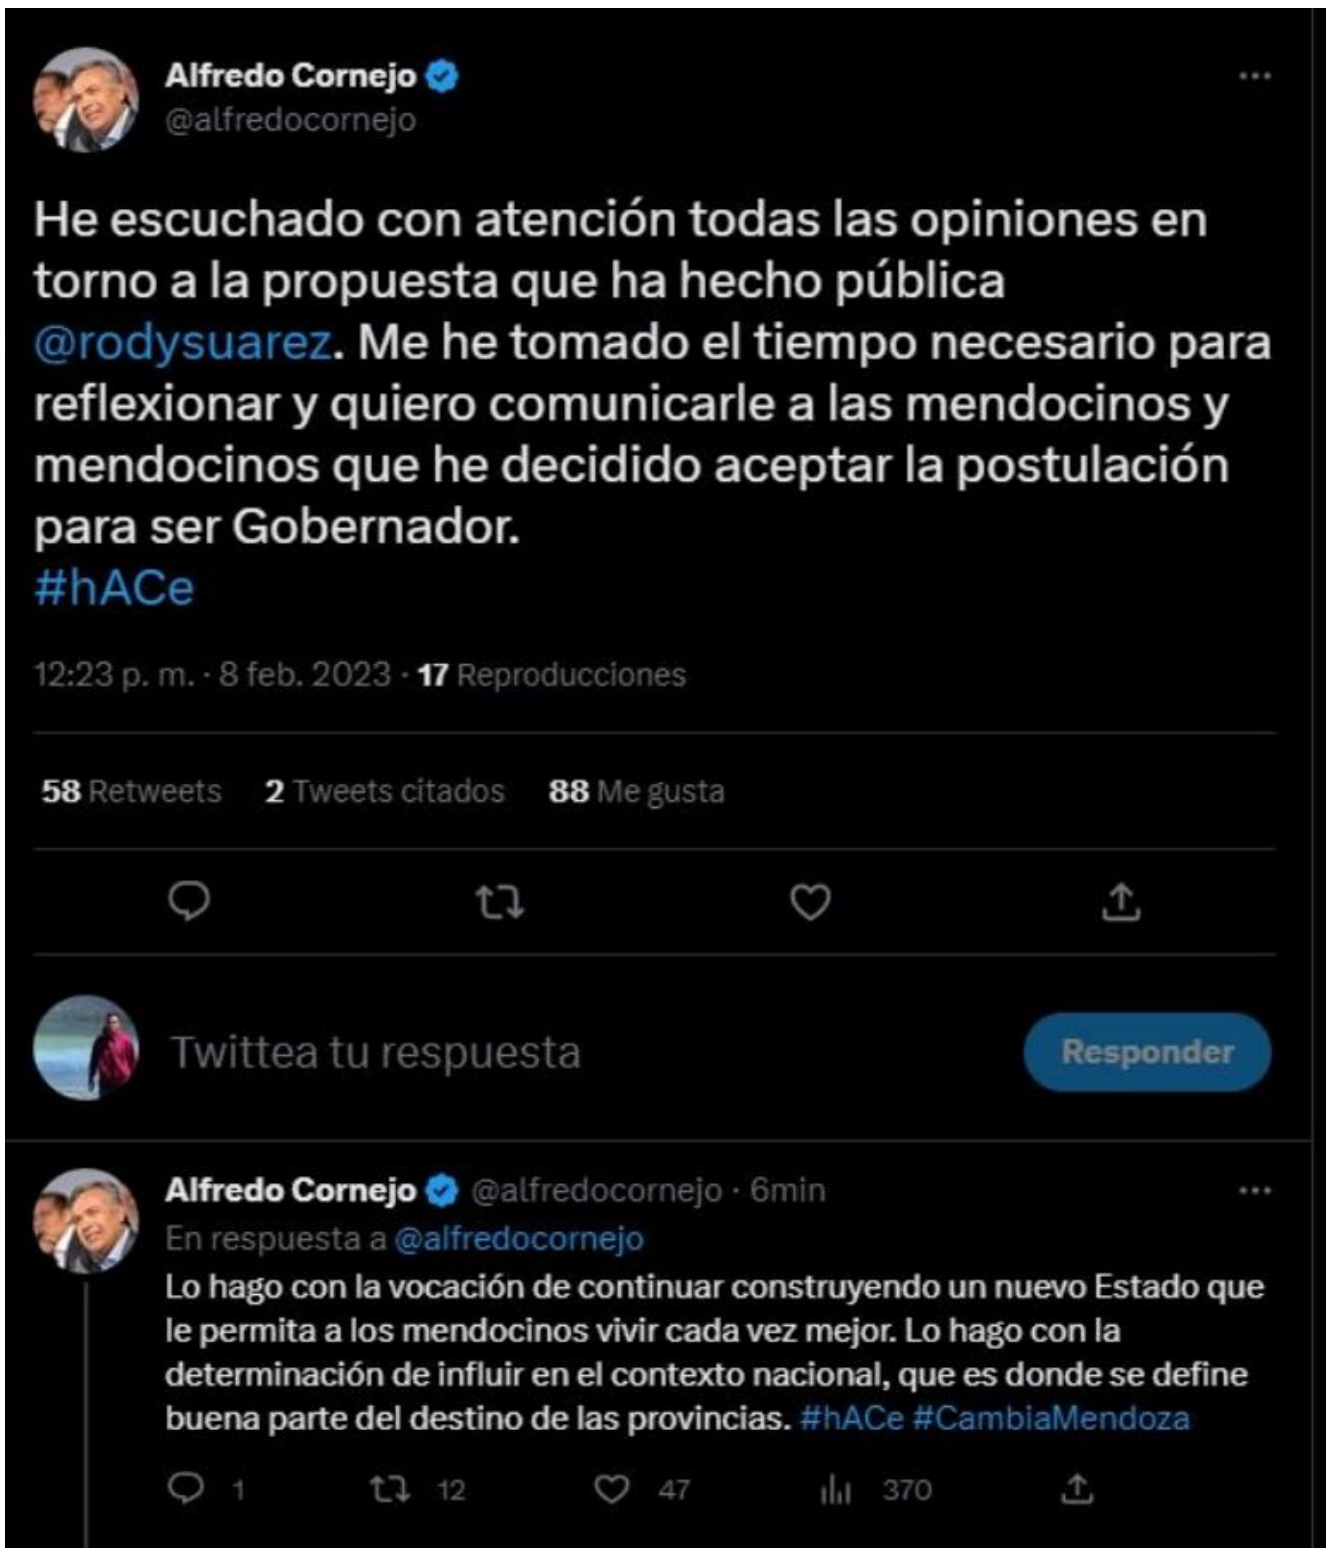 Alfredo Cornejo
@alfredocornejo
He escuchado con atención todas las opiniones en
torno a la propuesta que ha hecho pública
@rodysuarez. Me he tomado el tiempo necesario para
reflexionar y quiero comunicarle a las mendocinos y
mendocinos que he decidido aceptar la postulación
para ser Gobernador.
#hACe
12:23 p. m. · 8 feb. 2023 · 17 Reproducciones
58 Retweets 2 Tweets citados 88 Me gusta
Twittea tu respuesta
Responder
Alfredo Cornejo @alfredocornejo · 6min
En respuesta a @alfredocornejo
Lo hago con la vocación de continuar construyendo un nuevo Estado que
le permita a los mendocinos vivir cada vez mejor. Lo hago con la
determinación de influir en el contexto nacional, que es donde se define
buena parte del destino de las provincias. #hACe #CambiaMendoza
1 12 47 370